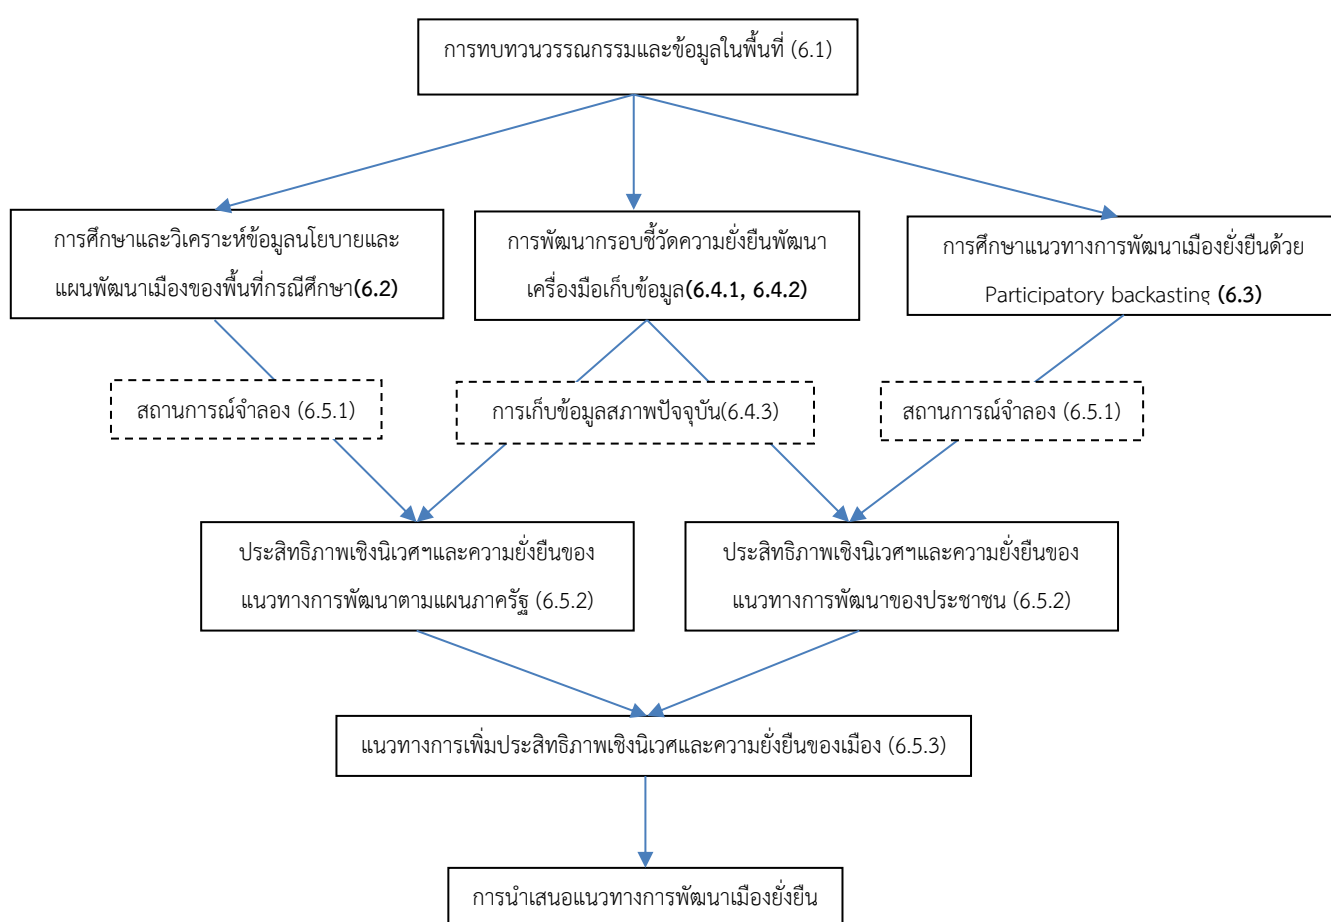 การทบทวนวรรณกรรมและข้อมูลในพื้นที่ (6.1)
การศึกษาและวิเคราะห์ข้อมูลนโยบายและ
แผนพัฒนาเมืองของพื้นที่กรณีศึกษา(6.2)
การพัฒนากรอบชี้วัดความยั่งยืนพัฒนา
เครื่องมือเก็บข้อมูล(6.4.1, 6.4.2)
การศึกษาแนวทางการพัฒนาเมืองยั่งยืนด้วย
Participatory backasting (6.3)
สถานการณ์จำลอง (6.5.1)
การเก็บข้อมูลสภาพปัจจุบัน(6.4.3)
สถานการณ์จำลอง (6.5.1)
ประสิทธิภาพเชิงนิเวศฯและความยั่งยืนของ
แนวทางการพัฒนาตามแผนภาครัฐ (6.5.2)
ประสิทธิภาพเชิงนิเวศฯและความยั่งยืนของ
แนวทางการพัฒนาของประชาชน (6.5.2)
แนวทางการเพิ่มประสิทธิภาพเชิงนิเวศและความยั่งยืนของเมือง (6.5.3)
การนำเสนอแนวทางการพัฒนาเมืองยั่งยืน